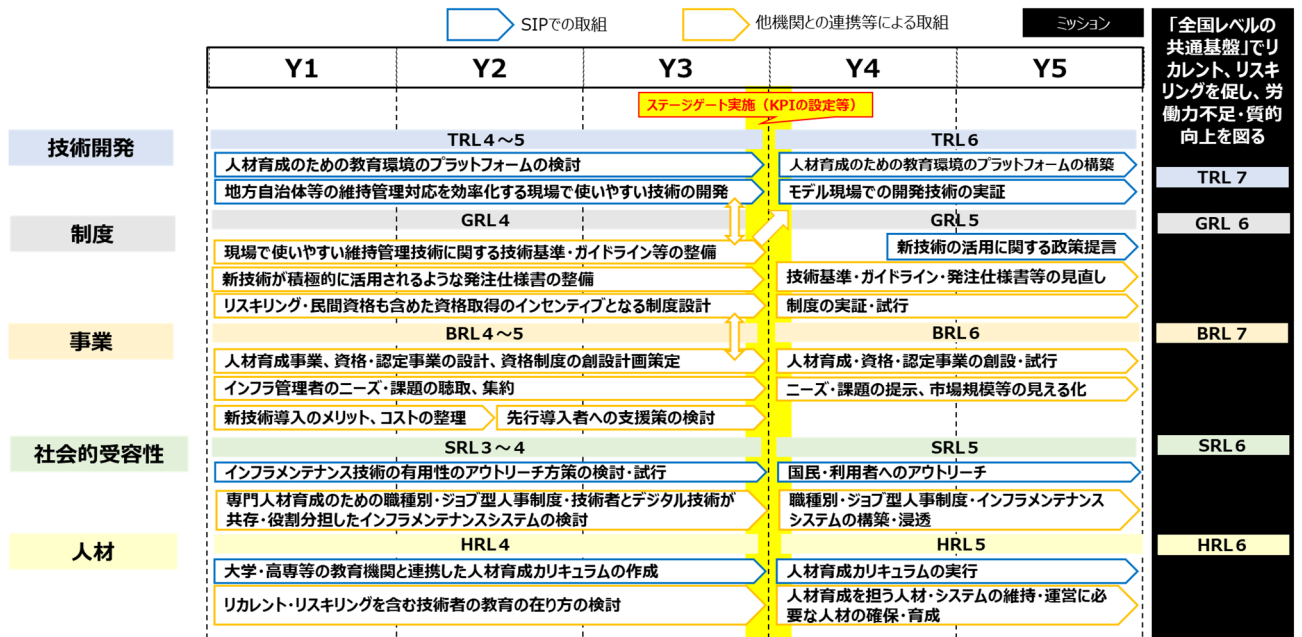 SIPでの取組
他機関との連携等による取組
ミッション
「全国レベルの
共通基盤」でリ
カレント、リスキ
リングを促し、労
働力不足・質的
向上を図る
Y1
Y2
Y3
Y4
Y5
ステージゲート実施(KPIの設定等)
技術開発
TRL4～5
TRL6
人材育成のための教育環境のプラットフォームの検討
人材育成のための教育環境のプラットフォームの構築
地方自治体等の維持管理対応を効率化する現場で使いやすい技術の開発
モデル現場での開発技術の実証
TRL 7
制度
GRL4
GRL5
GRL 6
現場で使いやすい維持管理技術に関する技術基準・ガイドライン等の整備
新技術の活用に関する政策提言
新技術が積極的に活用されるような発注仕様書の整備
技術基準・ガイドライン・発注仕様書等の見直し
リスキリング・民間資格も含めた資格取得のインセンティブとなる制度設計
制度の実証・試行
事業
BRL4～5
BRL6
BRL 7
人材育成事業、資格・認定事業の設計、資格制度の創設計画策定
人材育成・資格・認定事業の創設・試行
インフラ管理者のニーズ・課題の聴取、集約
ニーズ・課題の提示、市場規模等の見える化
新技術導入のメリット、コストの整理
先行導入者への支援策の検討
社会的受容性
SRL3～4
SRL5
SRL6
インフラメンテナンス技術の有用性のアウトリーチ方策の検討・試行
国民・利用者へのアウトリーチ
専門人材育成のための職種別・ジョブ型人事制度・技術者とデジタル技術が
共存・役割分担したインフラメンテナンスシステムの検討
職種別・ジョブ型人事制度・インフラメンテナンス
システムの構築・浸透
人材
HRL4
HRL5
HRL6
大学・高専等の教育機関と連携した人材育成カリキュラムの作成
人材育成カリキュラムの実行
リカレント・リスキリングを含む技術者の教育の在り方の検討
人材育成を担う人材・システムの維持・運営に必
要な人材の確保・育成